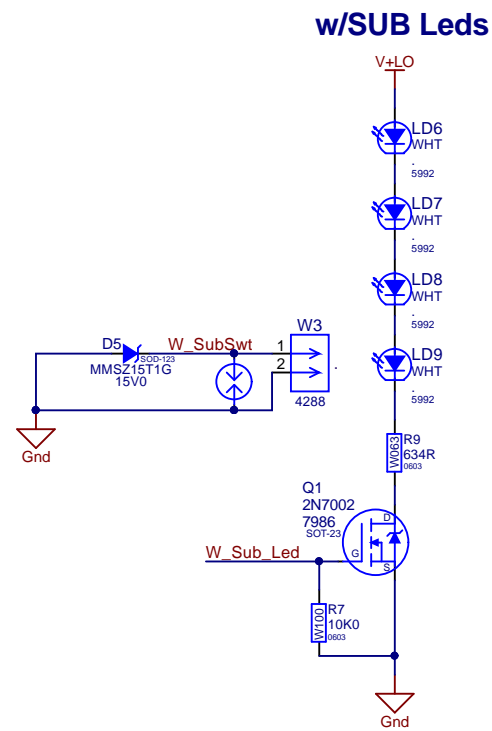 w/SUB Leds
V+LO
LD6
WHT
.
5992
LD7
WHT
.
5992
LD8
WHT
.
5992
W3
D5
W_SubSwt
1
SOD-123
2
.
MMSZ15T1G
15V0
4288
LD9
WHT
.
5992
Gnd
W063
R9
634R
0603
Q1
2N7002
7986
SOT-23
D
G
S
W_Sub_Led
W100
R7
10K0
0603
Gnd